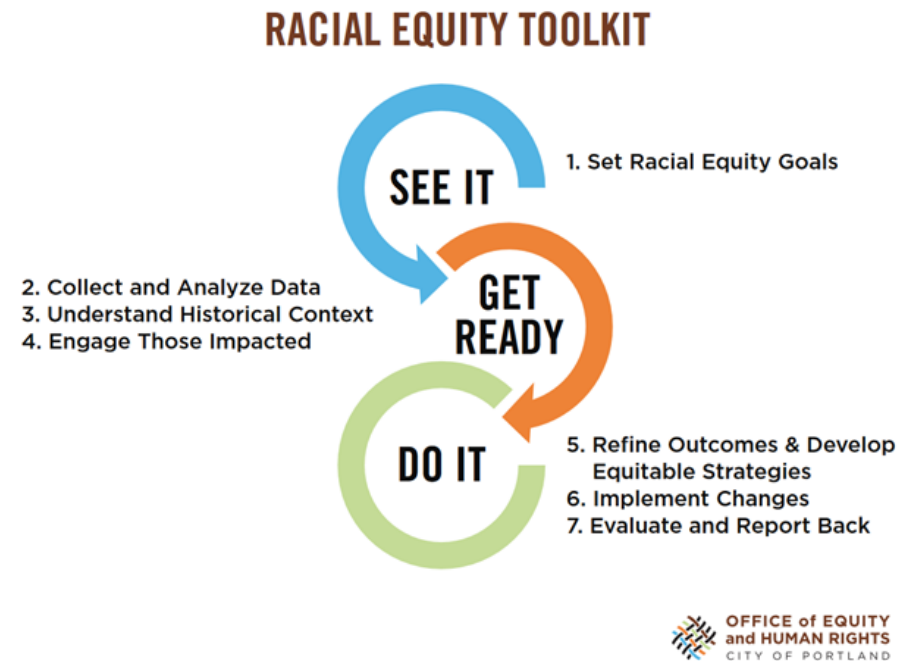 RACIAL EQUITY TOOLKIT
SEE IT
1. Set Racial Equity Goals
2. Collect and Analyze Data
3. Understand Historical Context
4. Engage Those Impacted
GET
READY
DO IT
5. Refine Outcomes & Develop
Equitable Strategies
6. Implement Changes
7. Evaluate and Report Back
OFFICE of EQUITY
and HUMAN RIGHTS
CITY OF PORTLAND